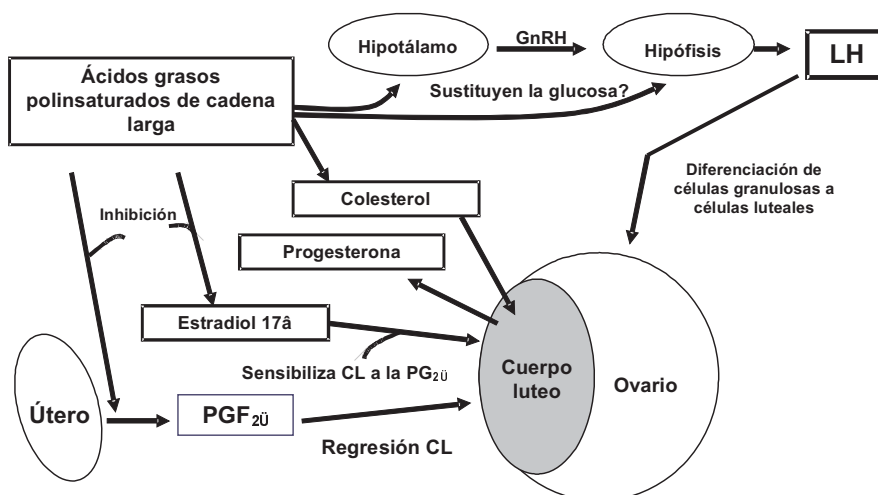 Hipotálamo
GnRH
Hipófisis
LH
Ácidos grasos
polinsaturados de cadena
larga
Sustituyen la glucosa?
Diferenciación de
células granulosas a
células luteales
Colesterol
Inhibición
Progesterona
Estradiol 17â
Sensibiliza CL a la PG2Ü
Cuerpo
luteo
Ovario
Útero
PGF2Ü
Regresión CL